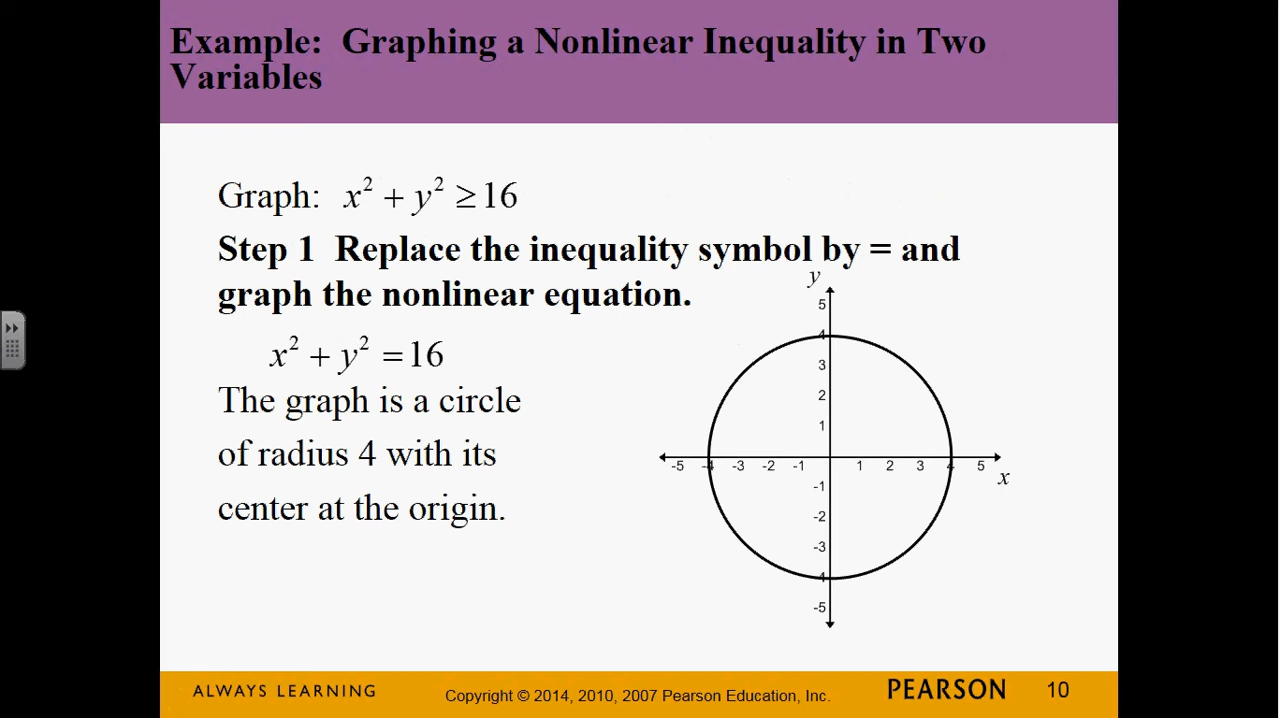 Example:  Graphing a Nonlinear Inequality in Two
Variables
Graph:  x² + y² ≥ 16
Step 1  Replace the inequality symbol by = and
graph the nonlinear equation.
x² + y² = 16
The graph is a circle
of radius 4 with its
center at the origin.
y
5
4
3
2
1
-5 -4 -3 -2 -1 1 2 3 4 5
x
-1
-2
-3
-4
-5
ALWAYS LEARNING Copyright © 2014, 2010, 2007 Pearson Education, Inc. PEARSON 10